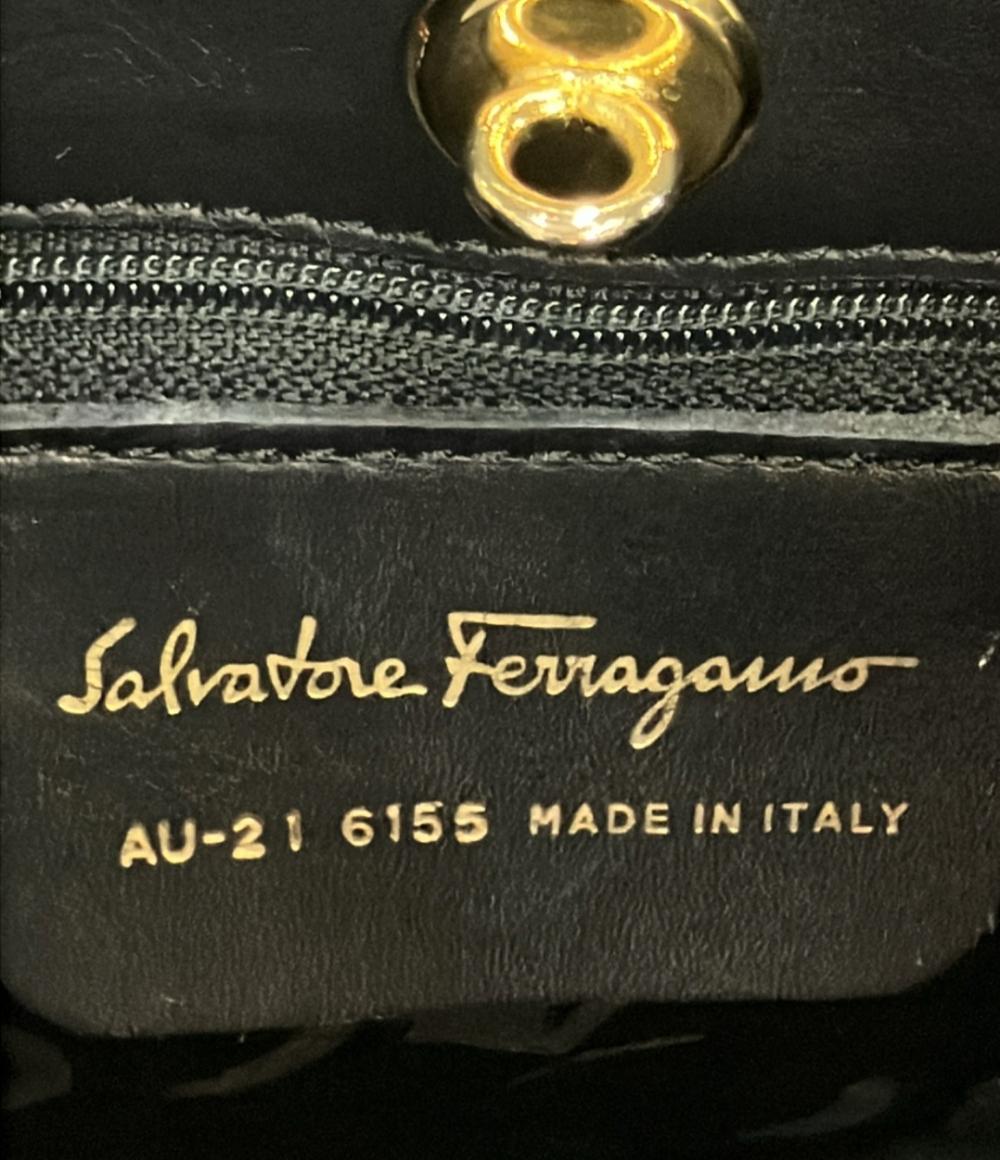 Salvatore Ferragamo
AU-21 6155 MADE IN ITALY